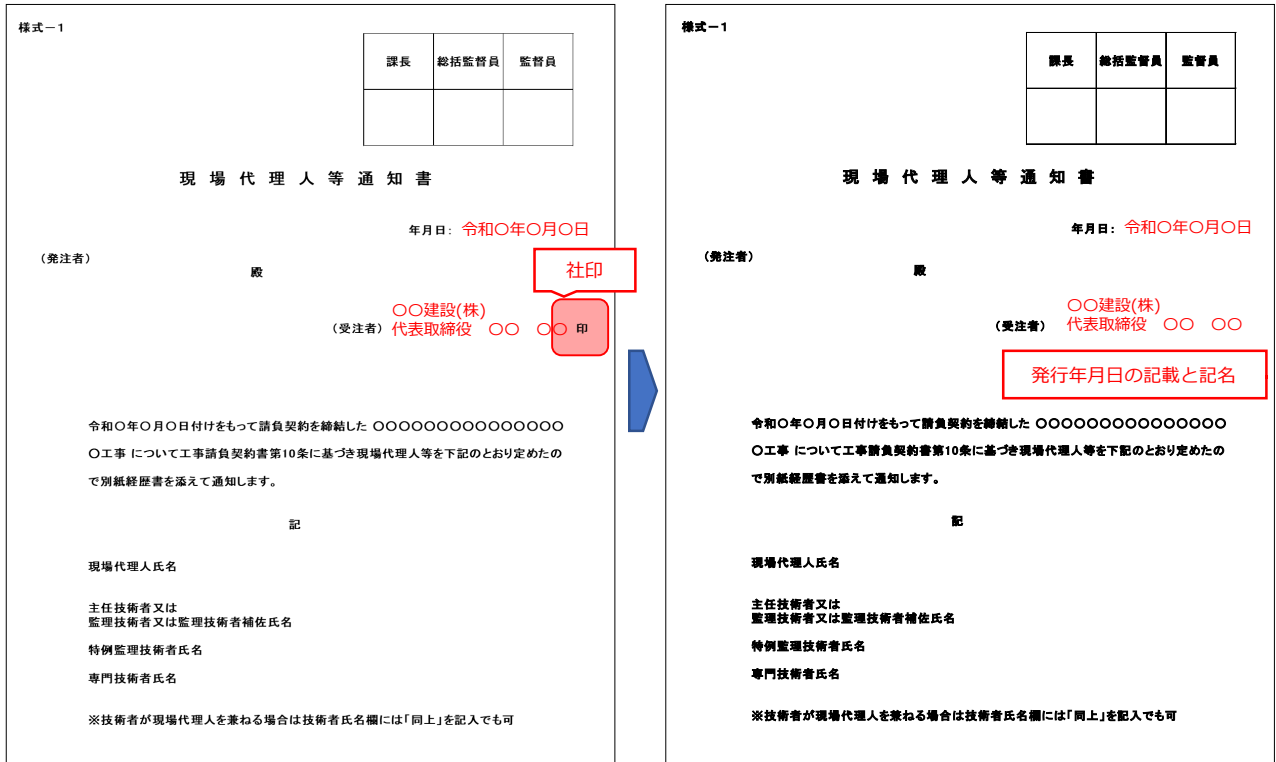 様式－1
課長 総括監督員 監督員
現場代理人等通知書
年月日： 令和〇年〇月〇日
（発注者）
殿
社印
〇〇建設(株)
（受注者） 代表取締役 〇〇 〇〇 印
令和〇年〇月〇日付けをもって請負契約を締結した 〇〇〇〇〇〇〇〇〇〇〇〇〇〇〇
〇工事 について工事請負契約書第10条に基づき現場代理人等を下記のとおり定めたの
で別紙経歴書を添えて通知します。
記
現場代理人氏名
主任技術者又は
監理技術者又は監理技術者補佐氏名
特例監理技術者氏名
専門技術者氏名
※技術者が現場代理人を兼ねる場合は技術者氏名欄には「同上」を記入でも可
様式－1
課長 総括監督員 監督員
現場代理人等通知書
年月日： 令和〇年〇月〇日
（発注者）
殿
〇〇建設(株)
（受注者） 代表取締役 〇〇 〇〇
発行年月日の記載と記名
令和〇年〇月〇日付けをもって請負契約を締結した 〇〇〇〇〇〇〇〇〇〇〇〇〇〇〇
〇工事 について工事請負契約書第10条に基づき現場代理人等を下記のとおり定めたの
で別紙経歴書を添えて通知します。
記
現場代理人氏名
主任技術者又は
監理技術者又は監理技術者補佐氏名
特例監理技術者氏名
専門技術者氏名
※技術者が現場代理人を兼ねる場合は技術者氏名欄には「同上」を記入でも可